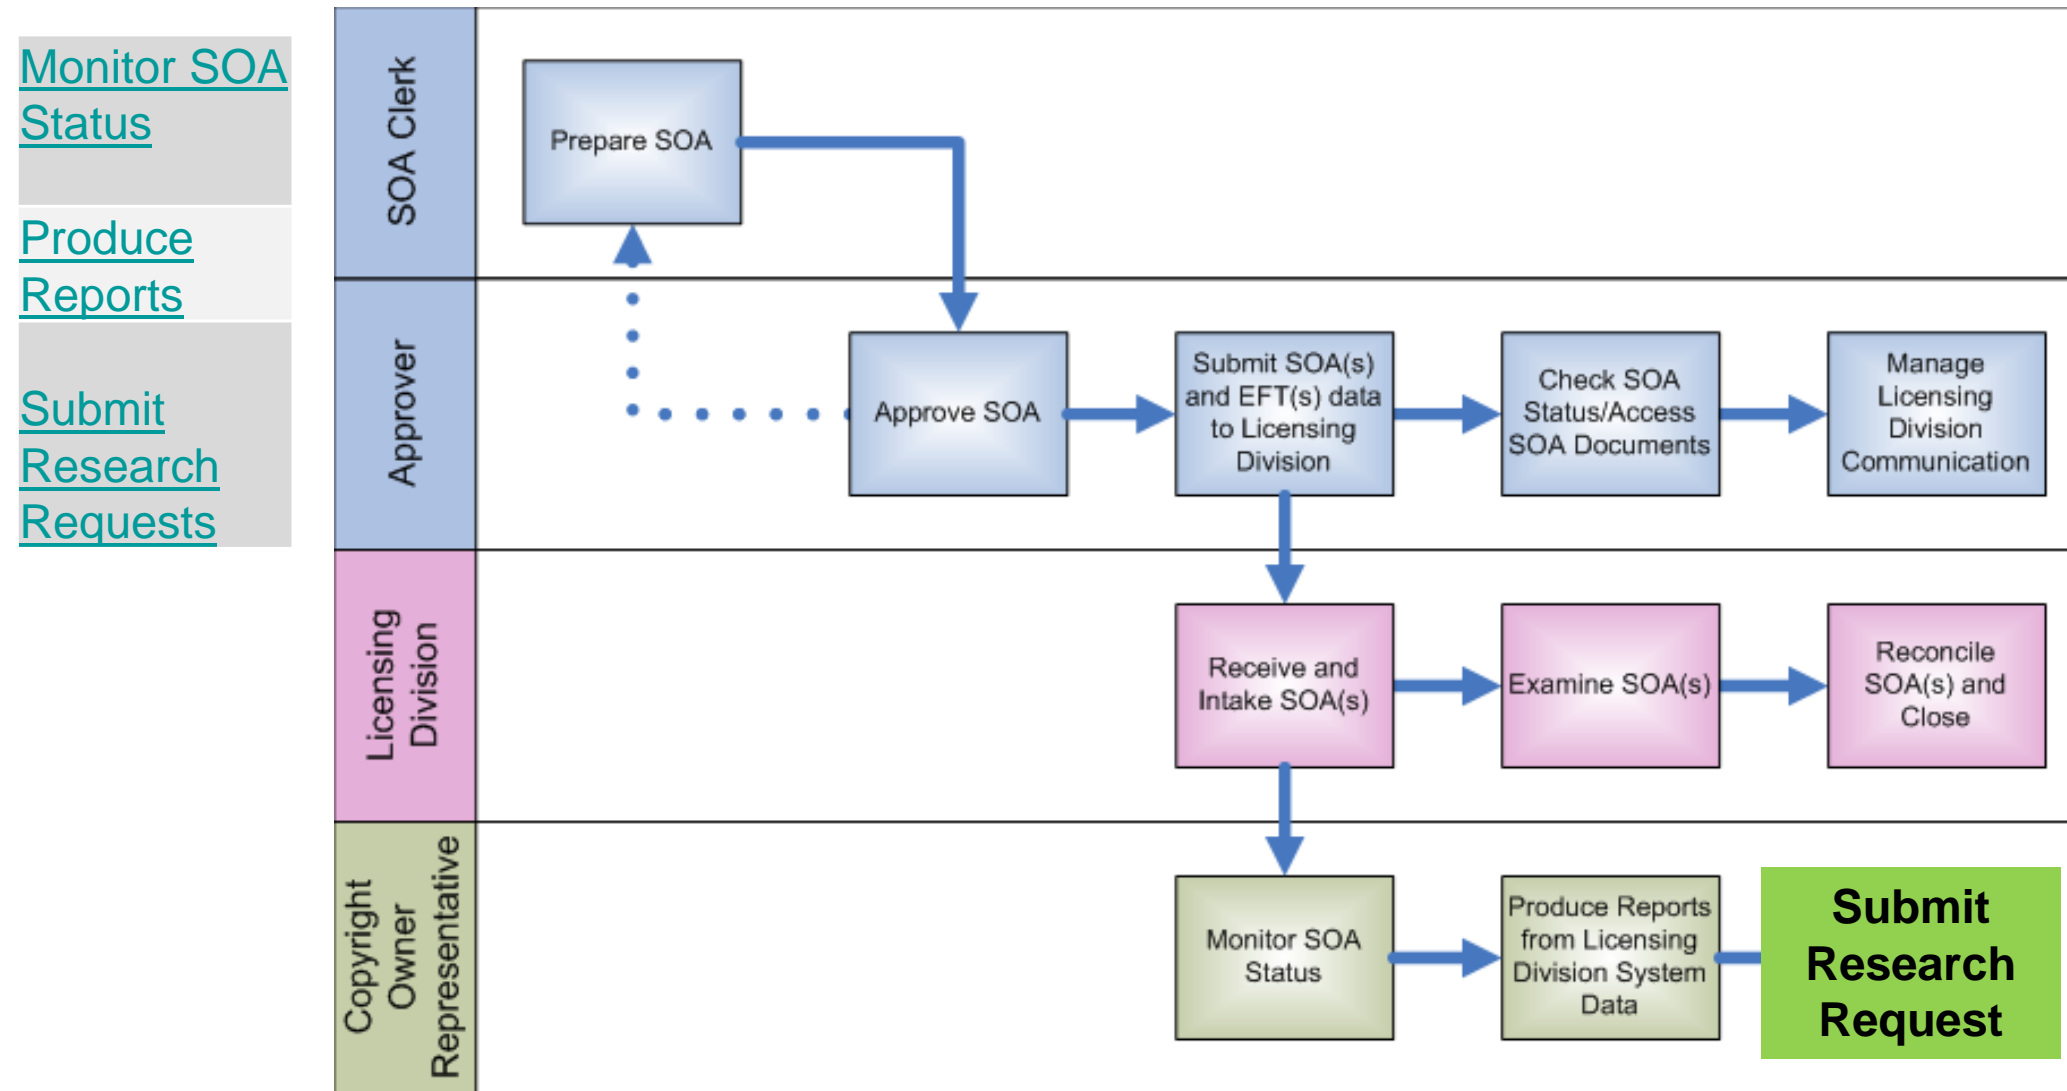 Monitor SOA
Status
Produce
Reports
Submit
Research
Requests
SOA Clerk
Prepare SOA
Approver
Approve SOA
Submit SOA(s)
and EFT(s) data
to Licensing
Division
Check SOA
Status/Access
SOA Documents
Manage
Licensing
Division
Communication
Licensing
Division
Receive and
Intake SOA(s)
Examine SOA(s)
Reconcile
SOA(s) and
Close
Copyright
Owner
Representative
Monitor SOA
Status
Produce Reports
from Licensing
Division System
Data
Submit
Research
Request